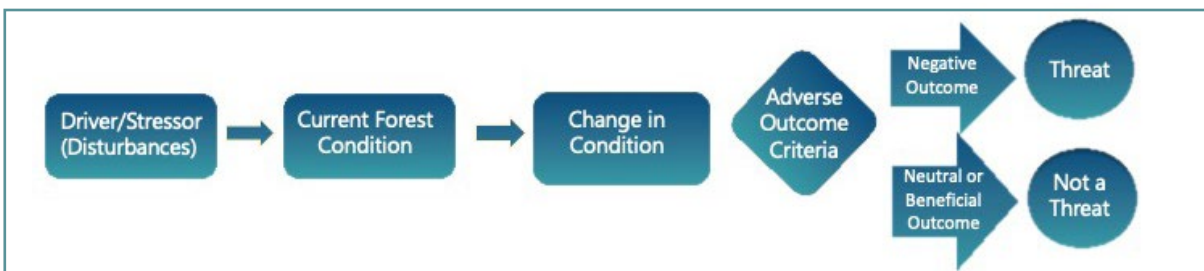 Driver/Stressor
(Disturbances)
Current Forest
Condition
Change in
Condition
Adverse
Outcome
Criteria
Negative
Outcome
Threat
Neutral or
Beneficial
Outcome
Not a
Threat